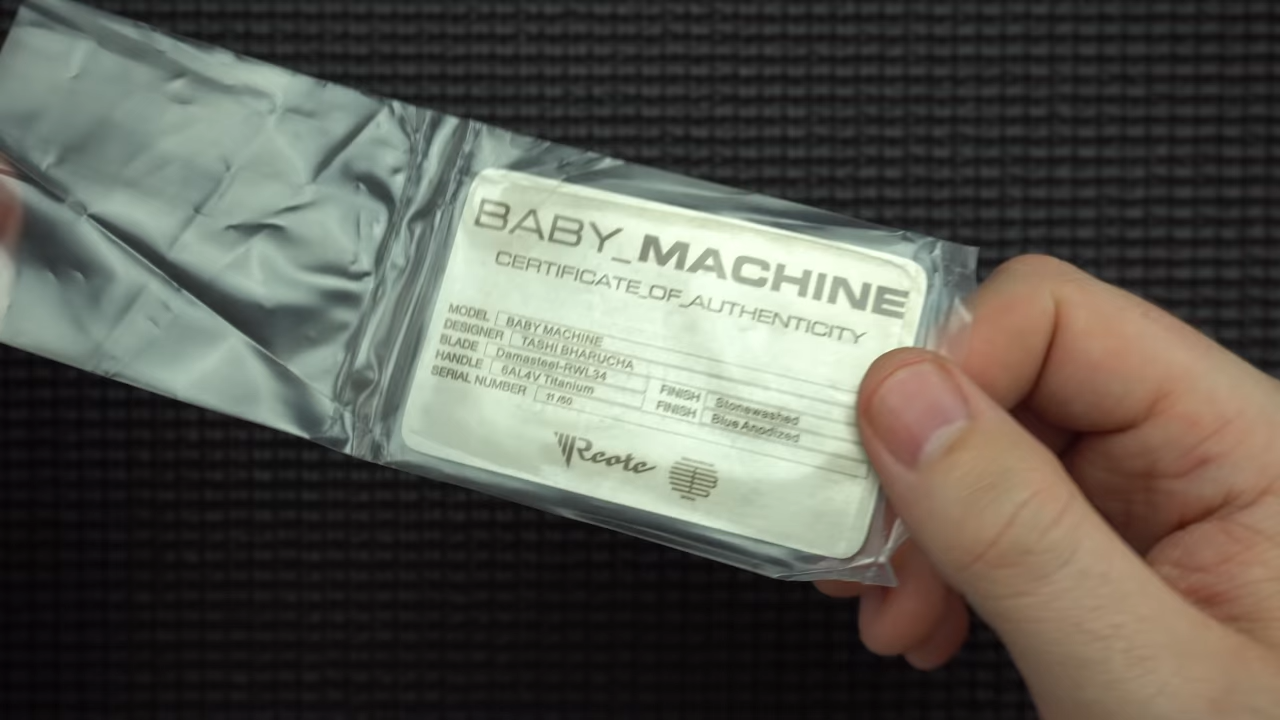 BABY_MACHINE
CERTIFICATE_OF_AUTHENTICITY
MODEL BABY MACHINE
DESIGNER TASHI BHARUCHA
BLADE Damasteel-RWL34 FINISH Stonewashed
HANDLE 6AL4V Titanium FINISH Blue Anodized
SERIAL NUMBER 11/50
Reate